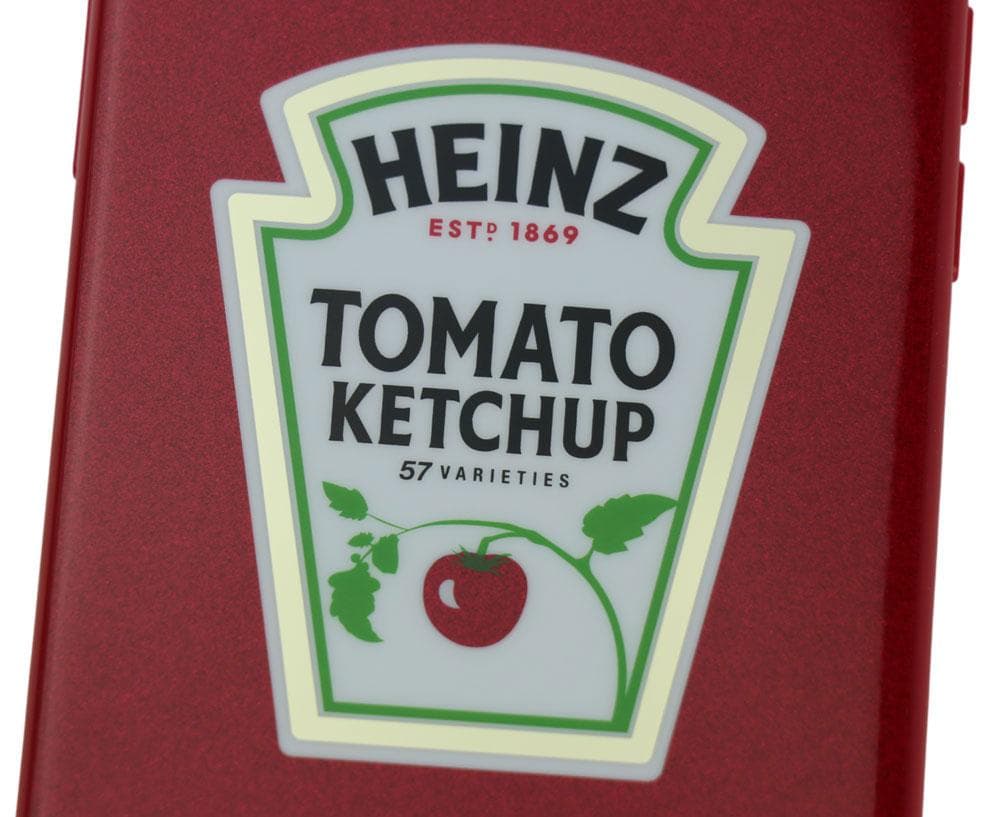 HEINZ
ESTD 1869
TOMATO
KETCHUP
57 VARIETIES